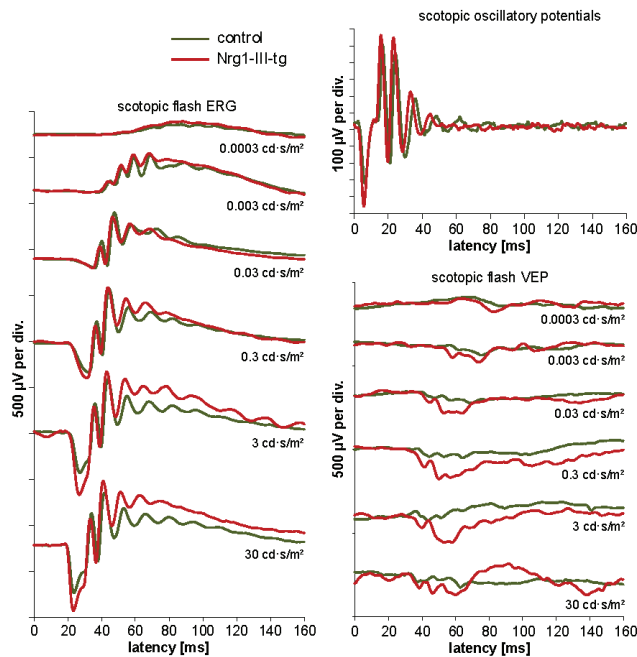 control
Nrg1-III-tg
scotopic flash ERG
500 µV per div.
0.0003 cd·s/m²
0.003 cd·s/m²
0.03 cd·s/m²
0.3 cd·s/m²
3 cd·s/m²
30 cd·s/m²
0 20 40 60 80 100 120 140 160
latency [ms]
scotopic oscillatory potentials
100 µV per div.
0 20 40 60 80 100 120 140 160
latency [ms]
scotopic flash VEP
500 µV per div.
0.0003 cd·s/m²
0.003 cd·s/m²
0.03 cd·s/m²
0.3 cd·s/m²
3 cd·s/m²
30 cd·s/m²
0 20 40 60 80 100 120 140 160
latency [ms]